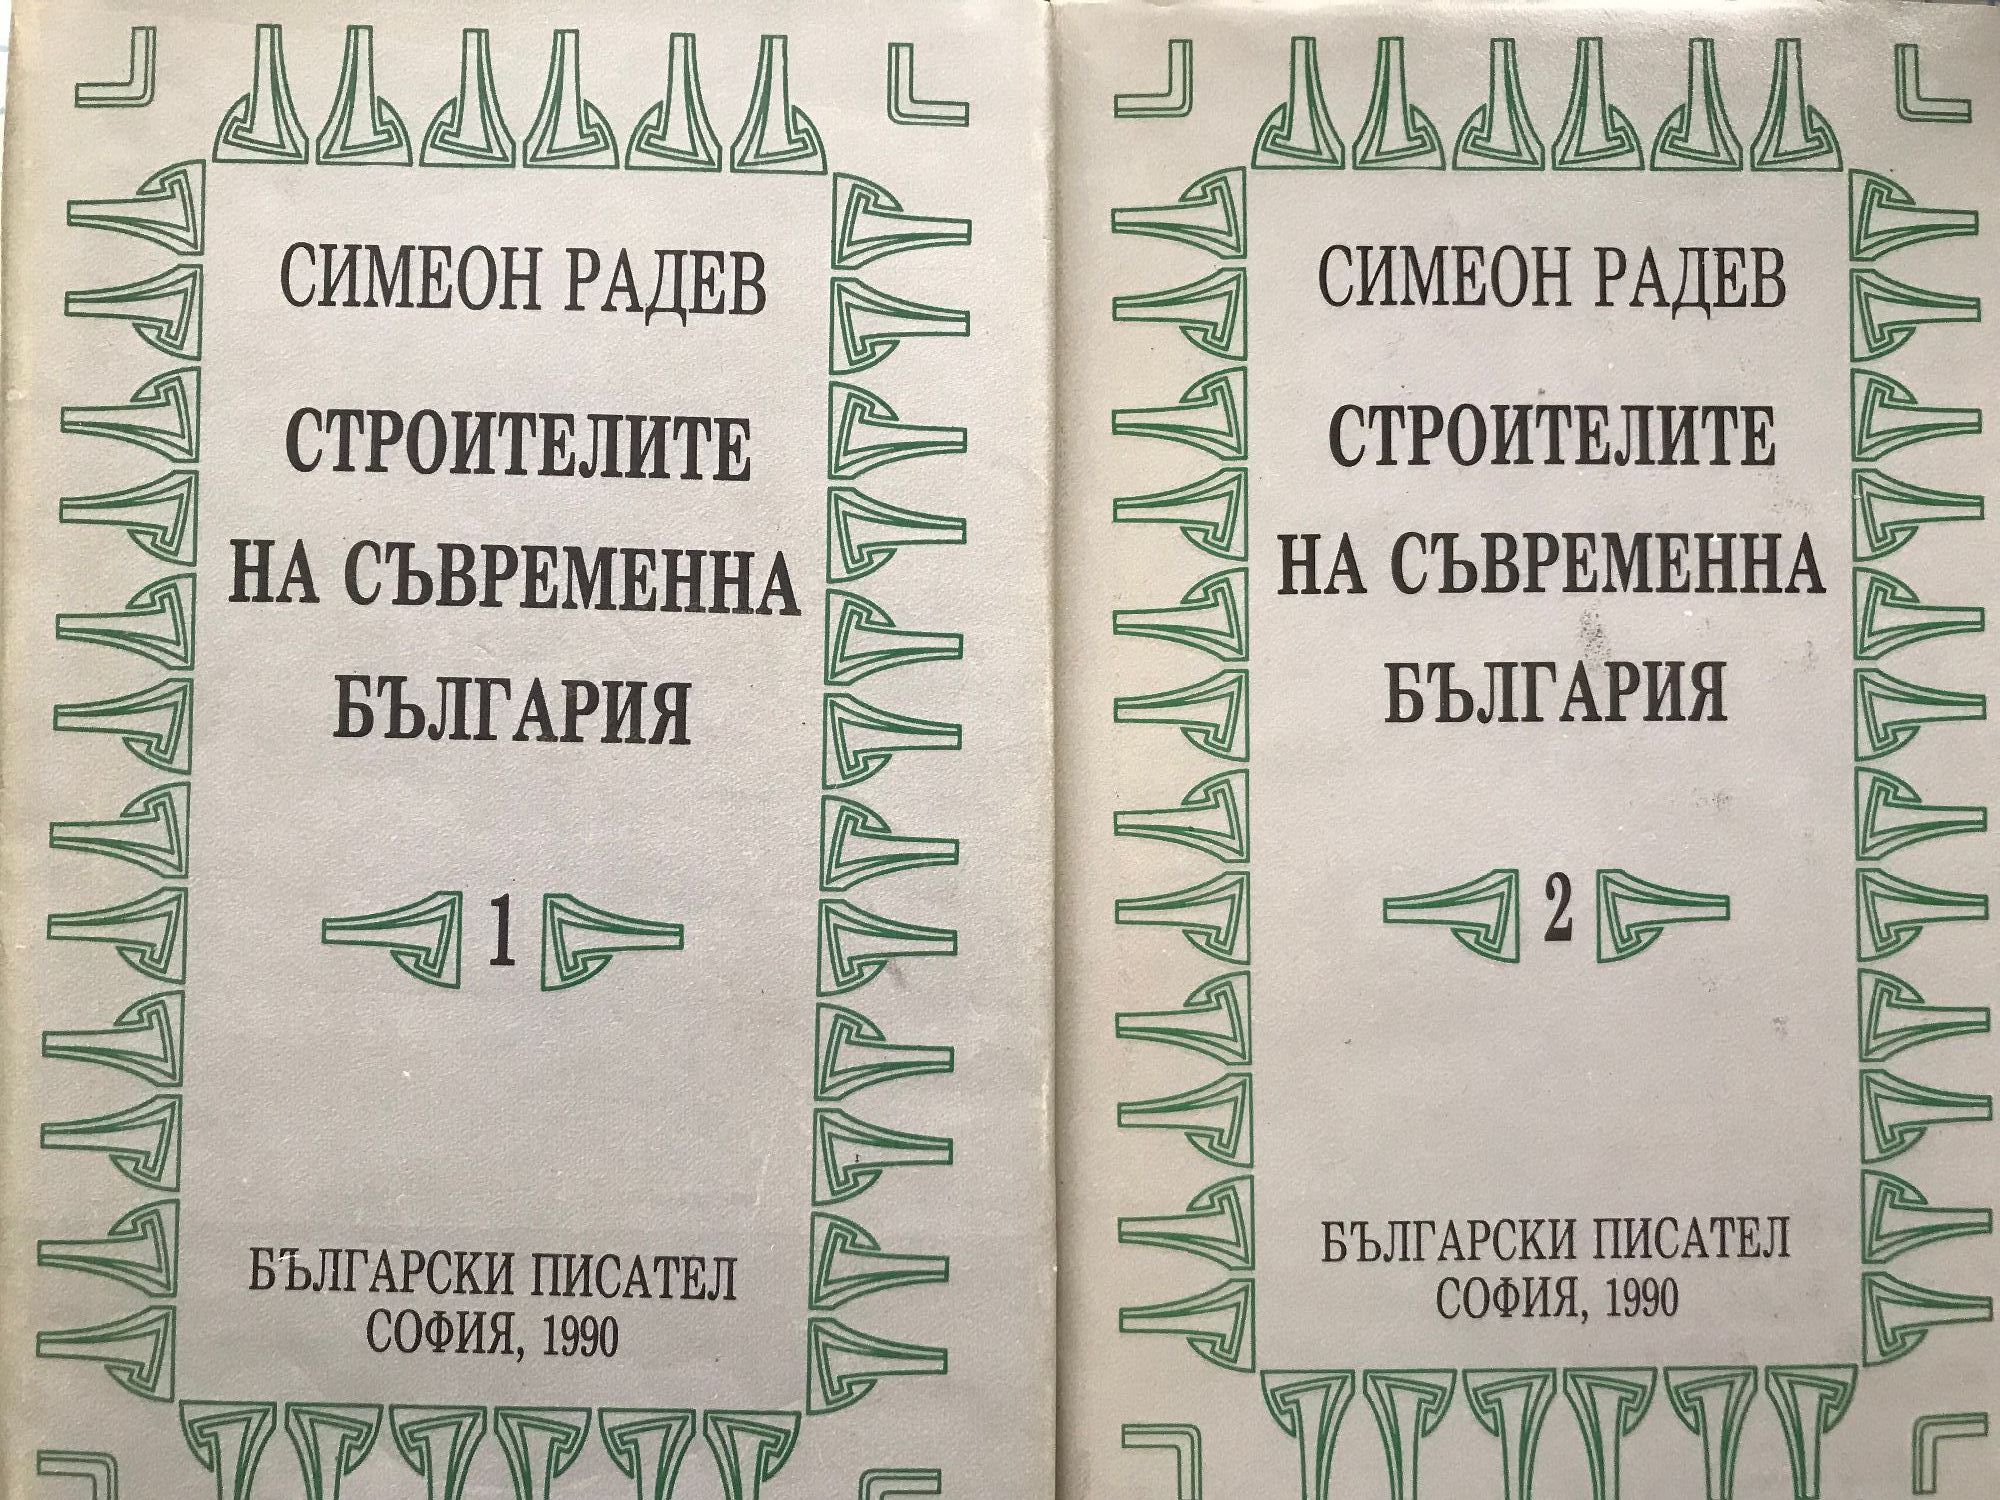 СИМЕОН РАДЕВ
СТРОИТЕЛИТЕ
НА СЪВРЕМЕННА
БЪЛГАРИЯ
1
БЪЛГАРСКИ ПИСАТЕЛ
СОФИЯ, 1990
СИМЕОН РАДЕВ
СТРОИТЕЛИТЕ
НА СЪВРЕМЕННА
БЪЛГАРИЯ
2
БЪЛГАРСКИ ПИСАТЕЛ
СОФИЯ, 1990